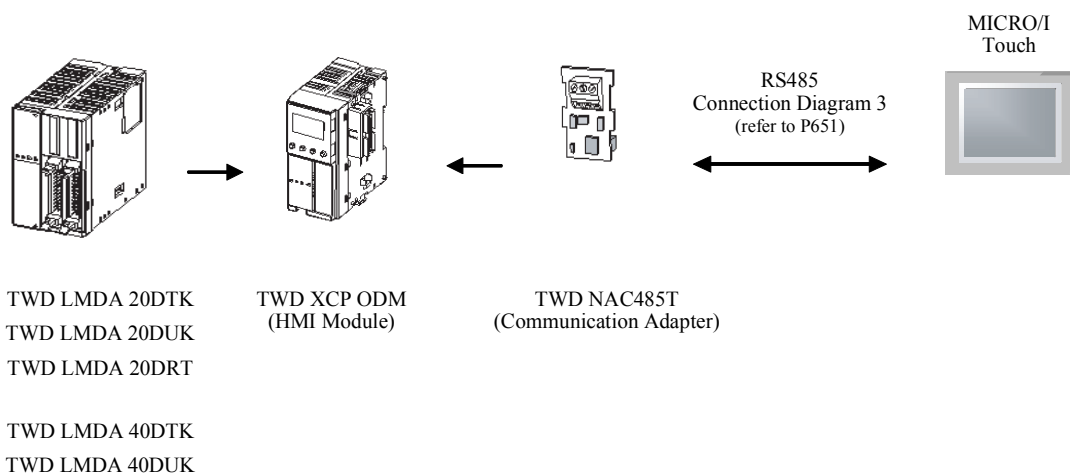 MICRO/I
Touch
RS485
Connection Diagram 3
(refer to P651)
TWD LMDA 20DTK
TWD LMDA 20DUK
TWD LMDA 20DRT
TWD LMDA 40DTK
TWD LMDA 40DUK
TWD XCP ODM
(HMI Module)
TWD NAC485T
(Communication Adapter)